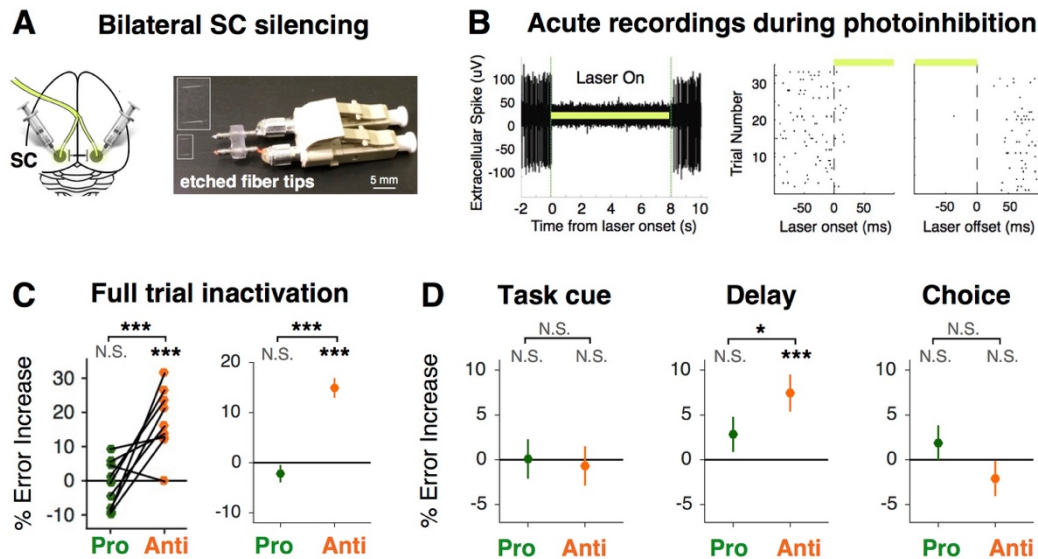 A Bilateral SC silencing
SC
etched fiber tips
5 mm
B Acute recordings during photoinhibition
Extracellular Spike (uV)
100
50
0
-50
-100
Laser On
-2 0 2 4 6 8 10
Time from laser onset (s)
Trial Number
30
20
10
-50 0 50
Laser onset (ms)
-50 0 50
Laser offset (ms)
C Full trial inactivation
% Error Increase
***
N.S. ***
30
20
10
0
-10
Pro Anti
***
N.S. ***
20
10
0
-10
Pro Anti
D Task cue
% Error Increase
N.S.
N.S. N.S.
10
5
0
-5
Pro Anti
Delay
*
N.S. ***
10
5
0
-5
Pro Anti
Choice
N.S.
N.S. N.S.
10
5
0
-5
Pro Anti